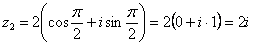 z₂ = 2(cos π/2 + i sin π/2) = 2(0 + i · 1) = 2i